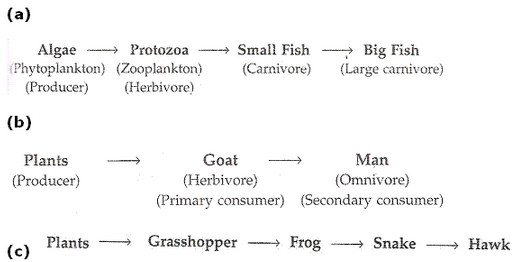 (a)
Algae → Protozoa → Small Fish → Big Fish
(Phytoplankton) (Zooplankton) (Carnivore) (Large carnivore)
(Producer) (Herbivore)
(b)
Plants → Goat → Man
(Producer) (Herbivore) (Omnivore)
(Primary consumer) (Secondary consumer)
(c) Plants → Grasshopper → Frog → Snake → Hawk